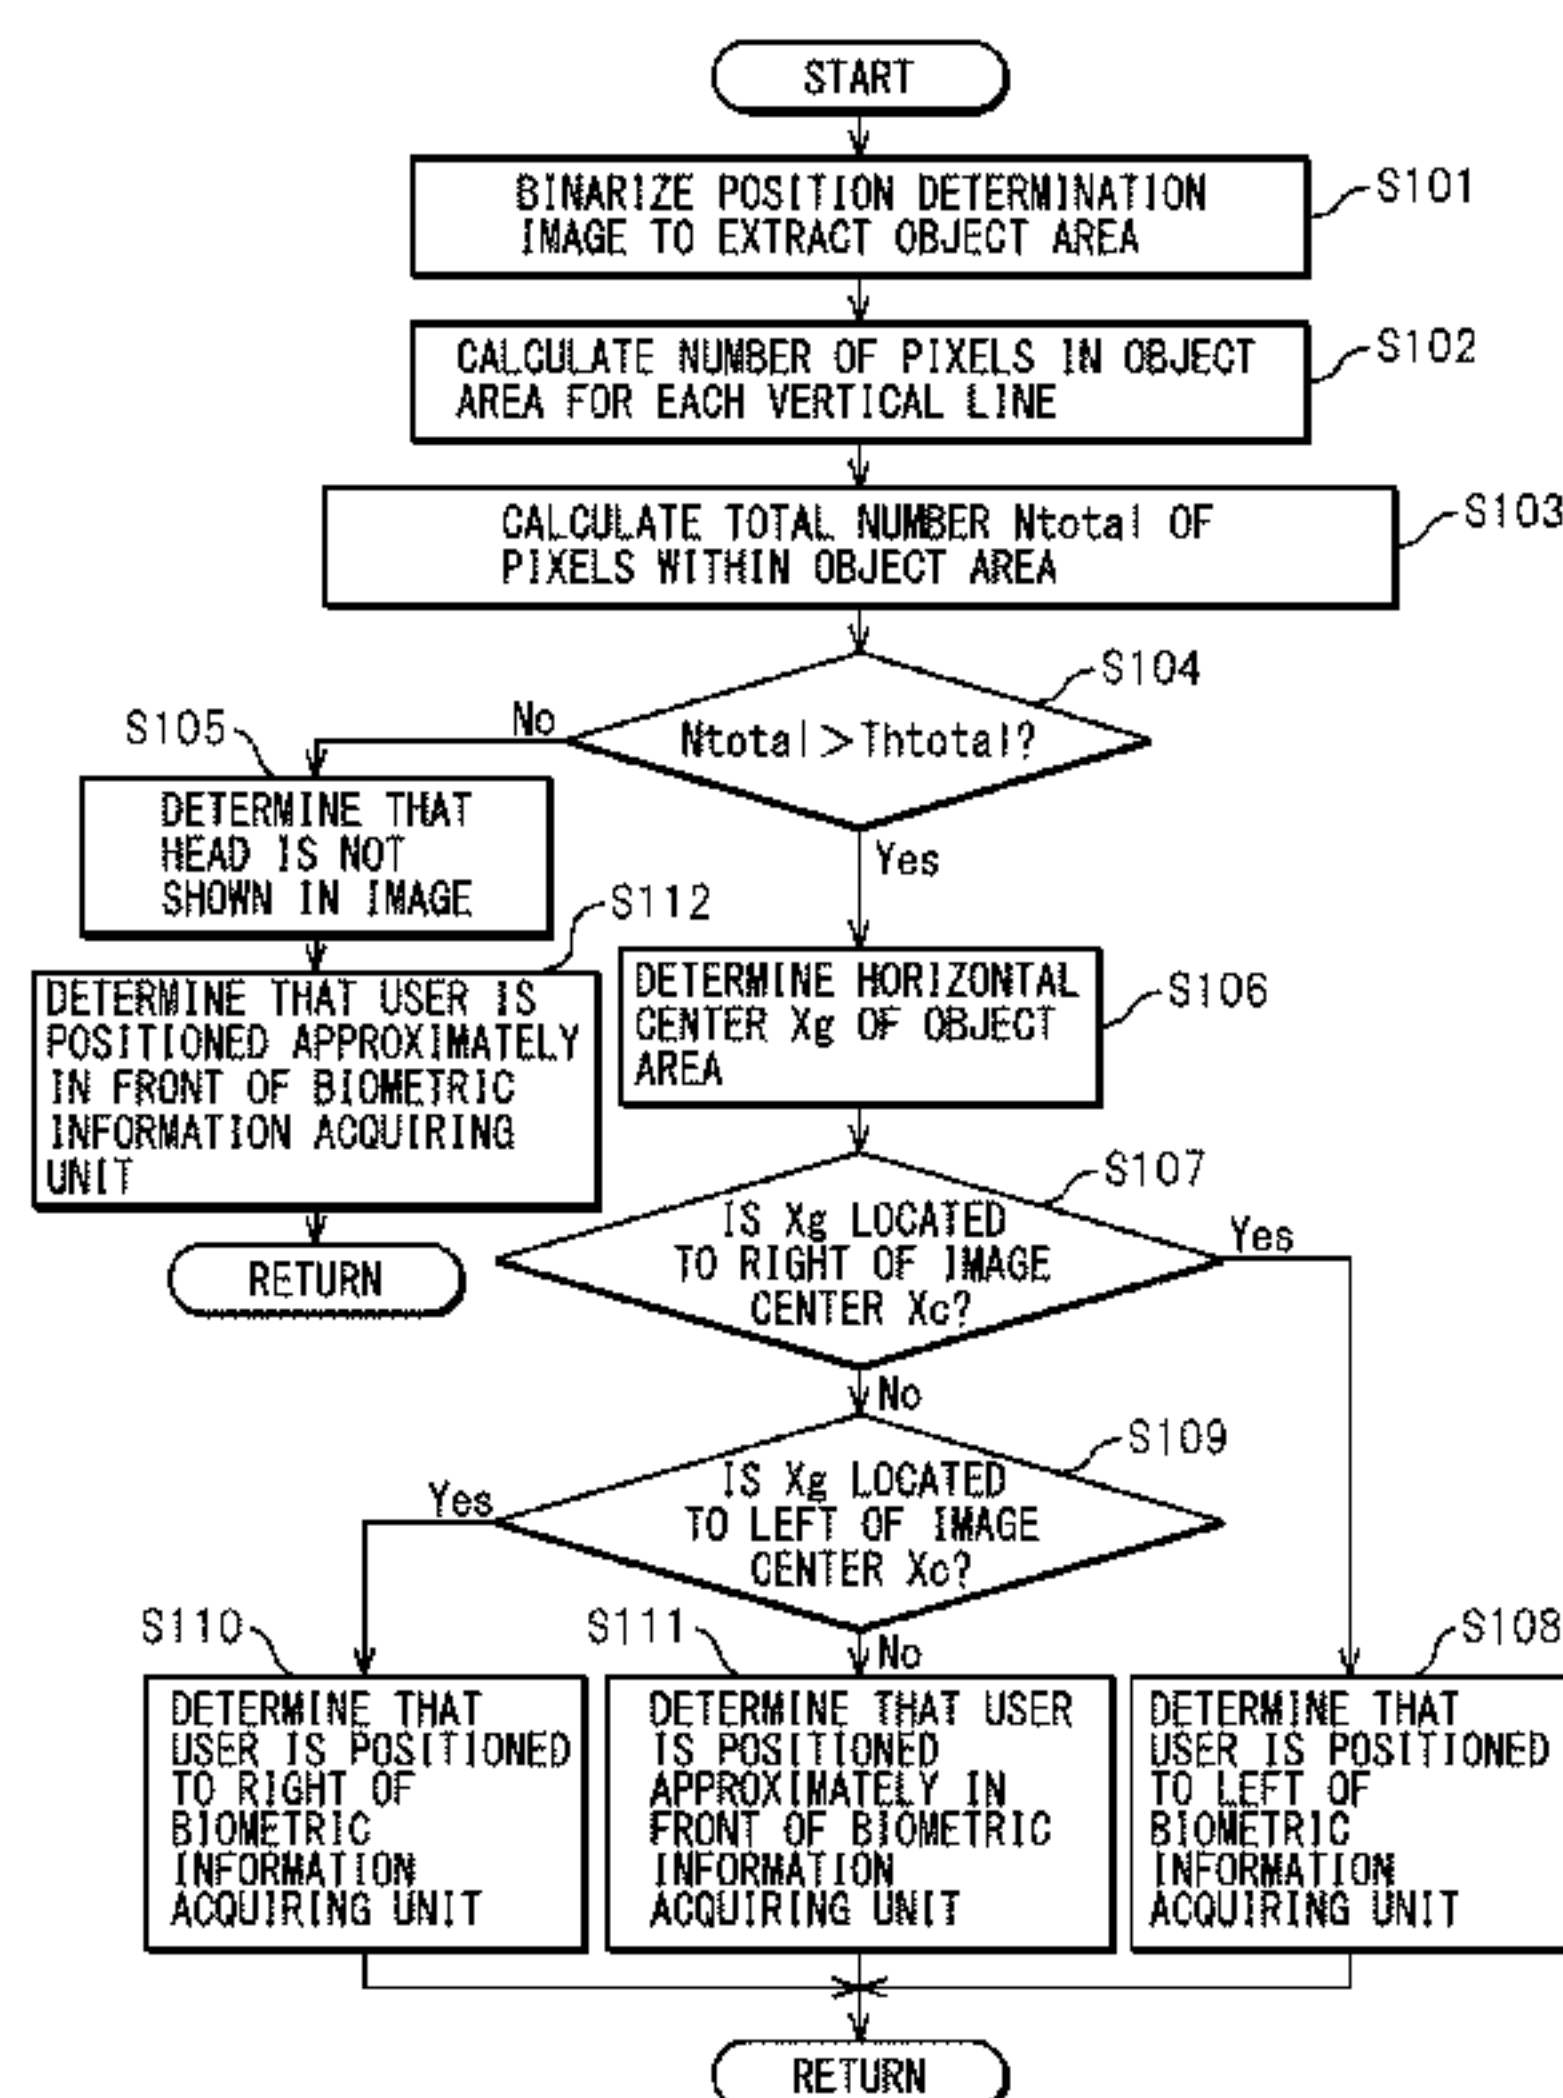 START
BINARIZE POSITION DETERMINATION
IMAGE TO EXTRACT OBJECT AREA
S101
CALCULATE NUMBER OF PIXELS IN OBJECT
AREA FOR EACH VERTICAL LINE
S102
CALCULATE TOTAL NUMBER Ntotal OF
PIXELS WITHIN OBJECT AREA
S103
Ntotal＞Thtotal?
S104
No
Yes
S105
DETERMINE THAT
HEAD IS NOT
SHOWN IN IMAGE
S112
DETERMINE THAT USER IS
POSITIONED APPROXIMATELY
IN FRONT OF BIOMETRIC
INFORMATION ACQUIRING
UNIT
RETURN
DETERMINE HORIZONTAL
CENTER Xg OF OBJECT
AREA
S106
IS Xg LOCATED
TO RIGHT OF IMAGE
CENTER Xc?
S107
Yes
No
IS Xg LOCATED
TO LEFT OF IMAGE
CENTER Xc?
S109
Yes
No
S110
DETERMINE THAT
USER IS POSITIONED
TO RIGHT OF
BIOMETRIC
INFORMATION
ACQUIRING UNIT
S111
DETERMINE THAT USER
IS POSITIONED
APPROXIMATELY IN
FRONT OF BIOMETRIC
INFORMATION
ACQUIRING UNIT
S108
DETERMINE THAT
USER IS POSITIONED
TO LEFT OF
BIOMETRIC
INFORMATION
ACQUIRING UNIT
RETURN